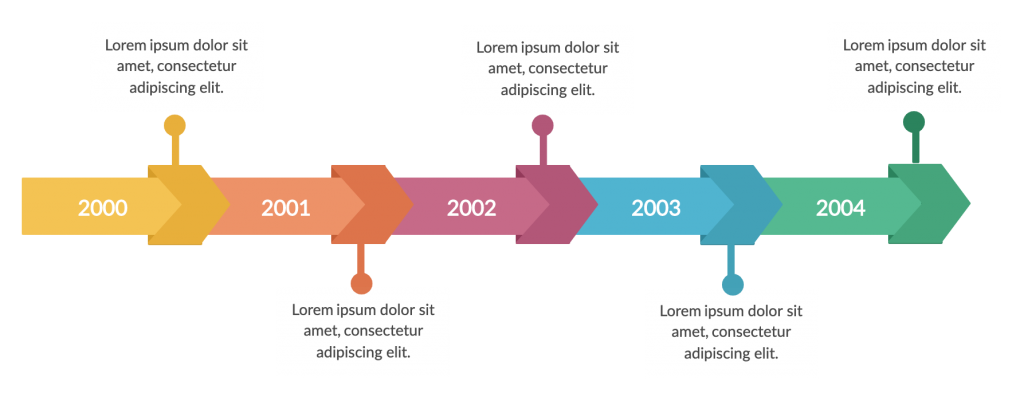 Lorem ipsum dolor sit
amet, consectetur
adipiscing elit.
Lorem ipsum dolor sit
amet, consectetur
adipiscing elit.
Lorem ipsum dolor sit
amet, consectetur
adipiscing elit.
2000
2001
2002
2003
2004
Lorem ipsum dolor sit
amet, consectetur
adipiscing elit.
Lorem ipsum dolor sit
amet, consectetur
adipiscing elit.